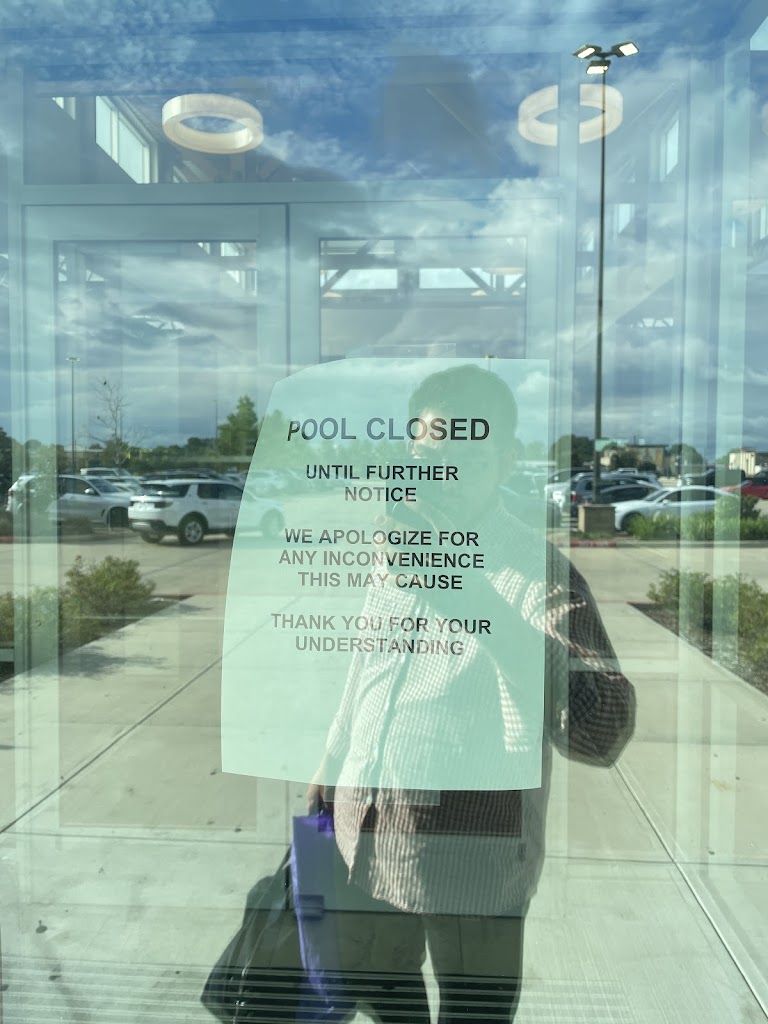 POOL CLOSED
UNTIL FURTHER
NOTICE
WE APOLOGIZE FOR
ANY INCONVENIENCE
THIS MAY CAUSE
THANK YOU FOR YOUR
UNDERSTANDING